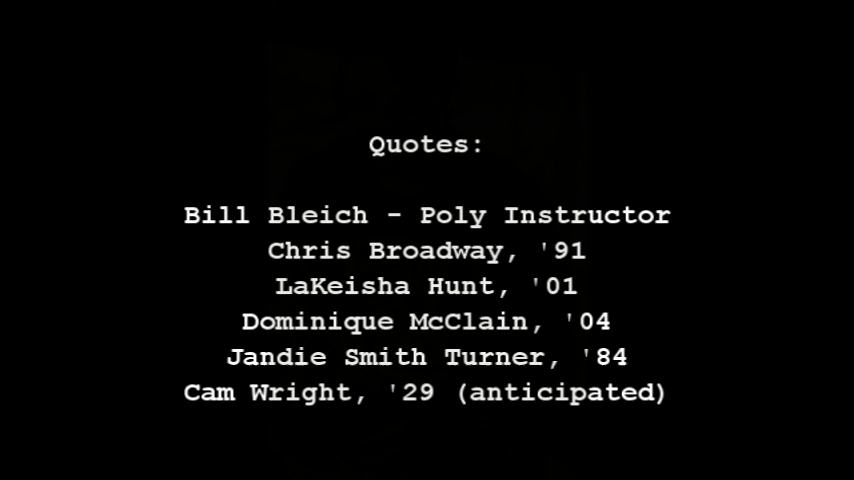 Quotes:
Bill Bleich - Poly Instructor
Chris Broadway, '91
LaKeisha Hunt, '01
Dominique McClain, '04
Jandie Smith Turner, '84
Cam Wright, '29 (anticipated)